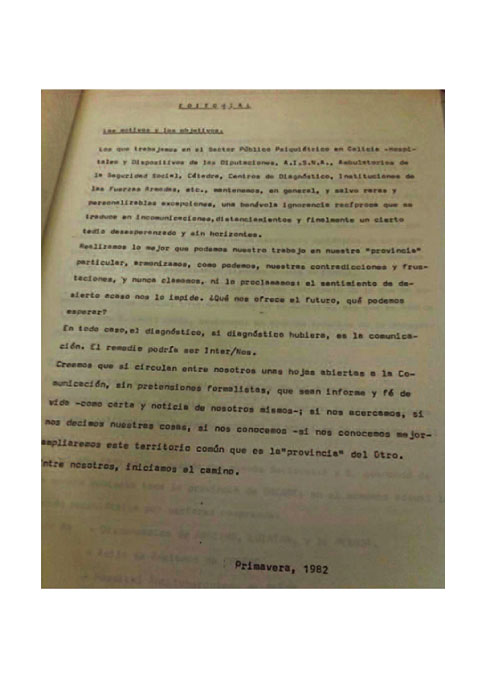 EDITORIAL
Los motivos y los objetivos.
Los que trabajamos en el Sector Público Psiquiátrico en Galicia -Hospi-
tales y Dispositivos de las Diputaciones, A.I.S.N.A., Ambulatorios de
la Seguridad Social, Cátedra, Centros de Diagnóstico, Instituciones de
las Fuerzas Armadas, etc., mantenemos, en general, y salvo raras y
personalizables excepciones, una benévola ignorancia recíproca que se
traduce en incomunicaciones, distanciamientos y finalmente un cierto
tedio desesperanzado y sin horizontes.
Realizamos lo mejor que podemos nuestro trabajo en nuestra "provincia"
particular, armonizamos, como podemos, nuestras contradicciones y frus-
taciones, y nunca clamamos, ni lo proclamamos: el sentimiento de de-
sierto acaso nos lo impide. ¿Qué nos ofrece el futuro, qué podemos
esperar?
En todo caso, el diagnóstico, si diagnóstico hubiera, es la comunica-
ción. El remedio podría ser Inter/Nos.
Creemos que si circulan entre nosotros unas hojas abiertas a la Co-
municación, sin pretensiones formalistas, que sean informe y fé de
vida -como carta y noticia de nosotros mismos-; si nos acercamos, si
nos decimos nuestras cosas, si nos conocemos -si nos conocemos mejor-
ampliaremos este territorio común que es la "provincia" del Otro.
Entre nosotros, iniciamos el camino.
Primavera, 1982